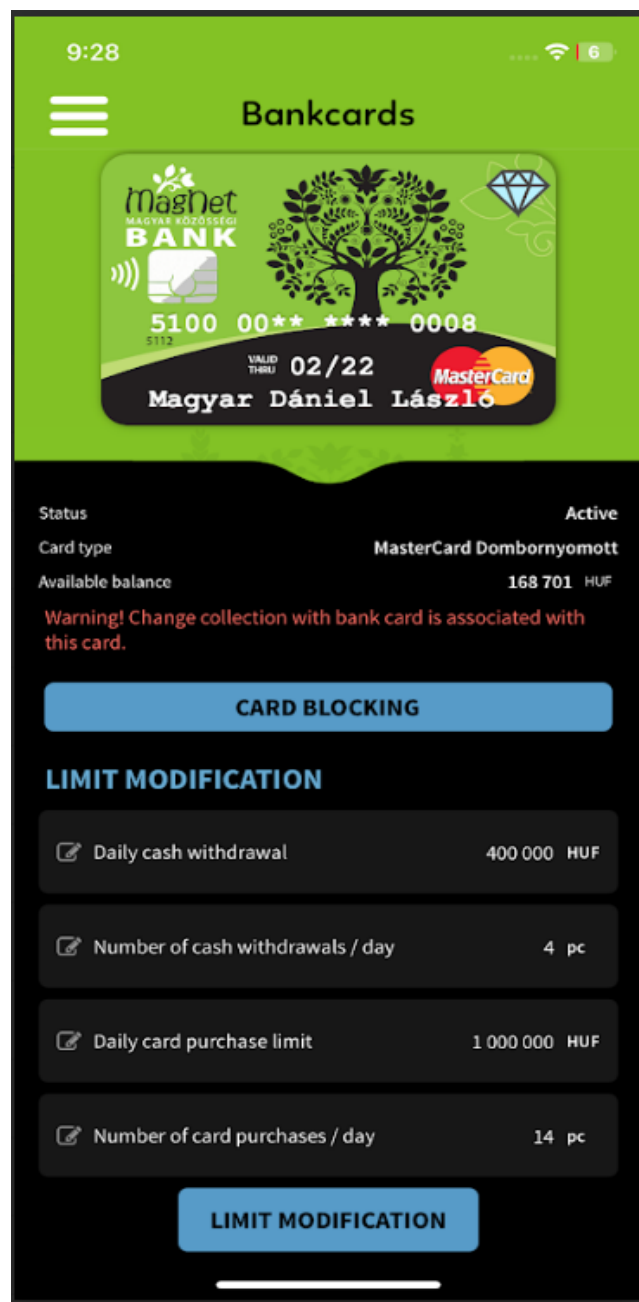 9:28
6
Bankcards
Magnet
MAGYAR KÖZÖSSÉGI
BANK
5100 00** **** 0008
5112
VALID THRU 02/22
MasterCard
Magyar Dániel László
Status Active
Card type MasterCard Dombornyomott
Available balance 168 701 HUF
Warning! Change collection with bank card is associated with
this card.
CARD BLOCKING
LIMIT MODIFICATION
Daily cash withdrawal 400 000 HUF
Number of cash withdrawals / day 4 pc
Daily card purchase limit 1 000 000 HUF
Number of card purchases / day 14 pc
LIMIT MODIFICATION